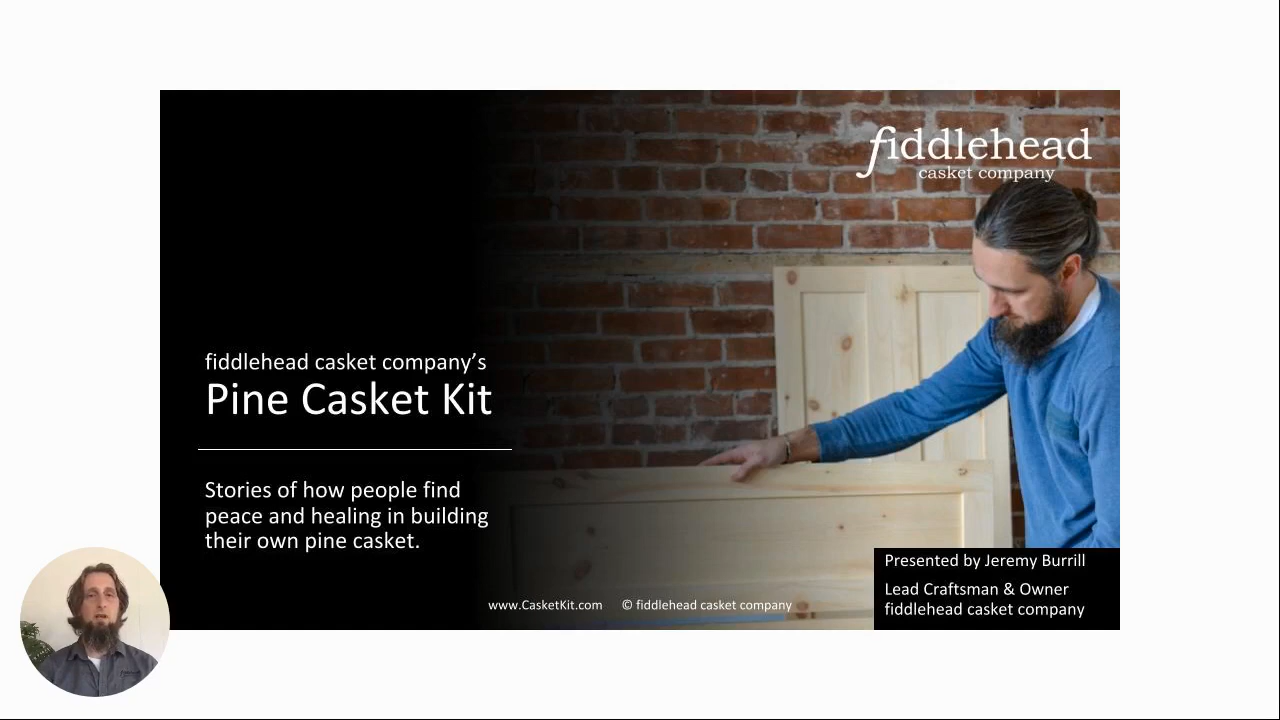 fiddlehead
casket company
fiddlehead casket company’s
Pine Casket Kit
Stories of how people find
peace and healing in building
their own pine casket.
www.CasketKit.com © fiddlehead casket company
Presented by Jeremy Burrill
Lead Craftsman & Owner
fiddlehead casket company